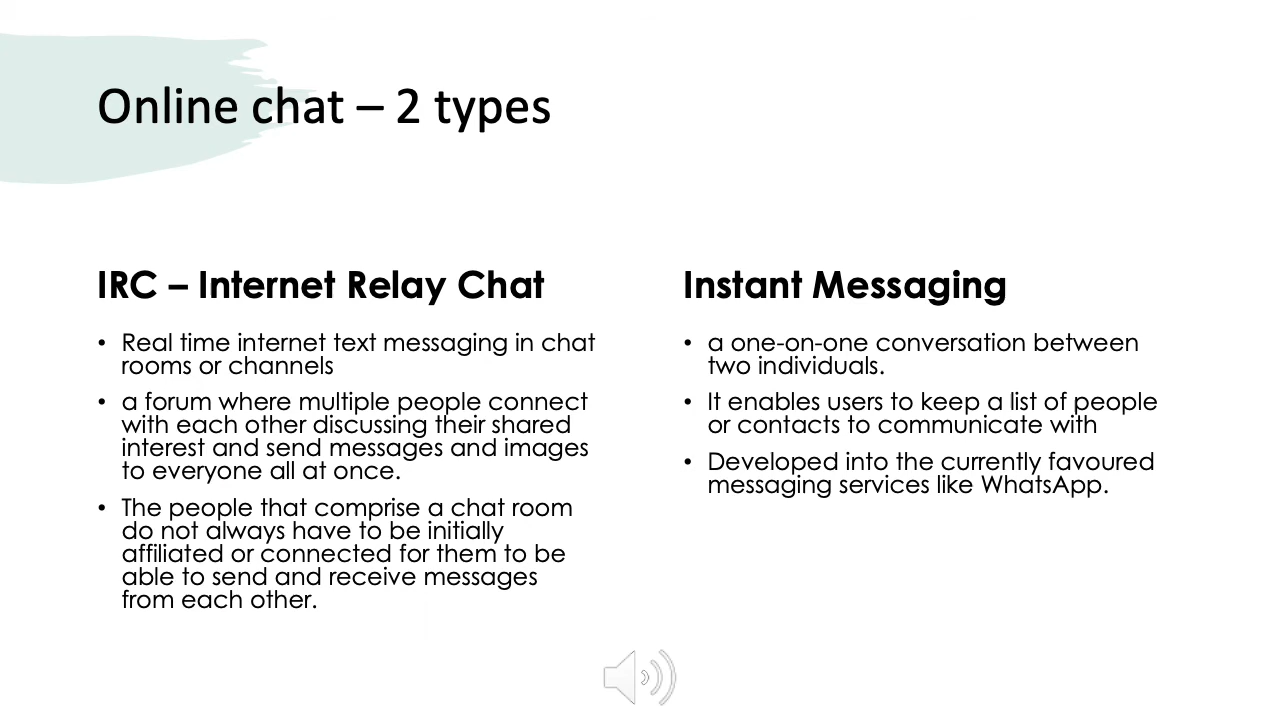 Online chat – 2 types
IRC – Internet Relay Chat
• Real time internet text messaging in chat
rooms or channels
• a forum where multiple people connect
with each other discussing their shared
interest and send messages and images
to everyone all at once.
• The people that comprise a chat room
do not always have to be initially
affiliated or connected for them to be
able to send and receive messages
from each other.
Instant Messaging
• a one-on-one conversation between
two individuals.
• It enables users to keep a list of people
or contacts to communicate with
• Developed into the currently favoured
messaging services like WhatsApp.